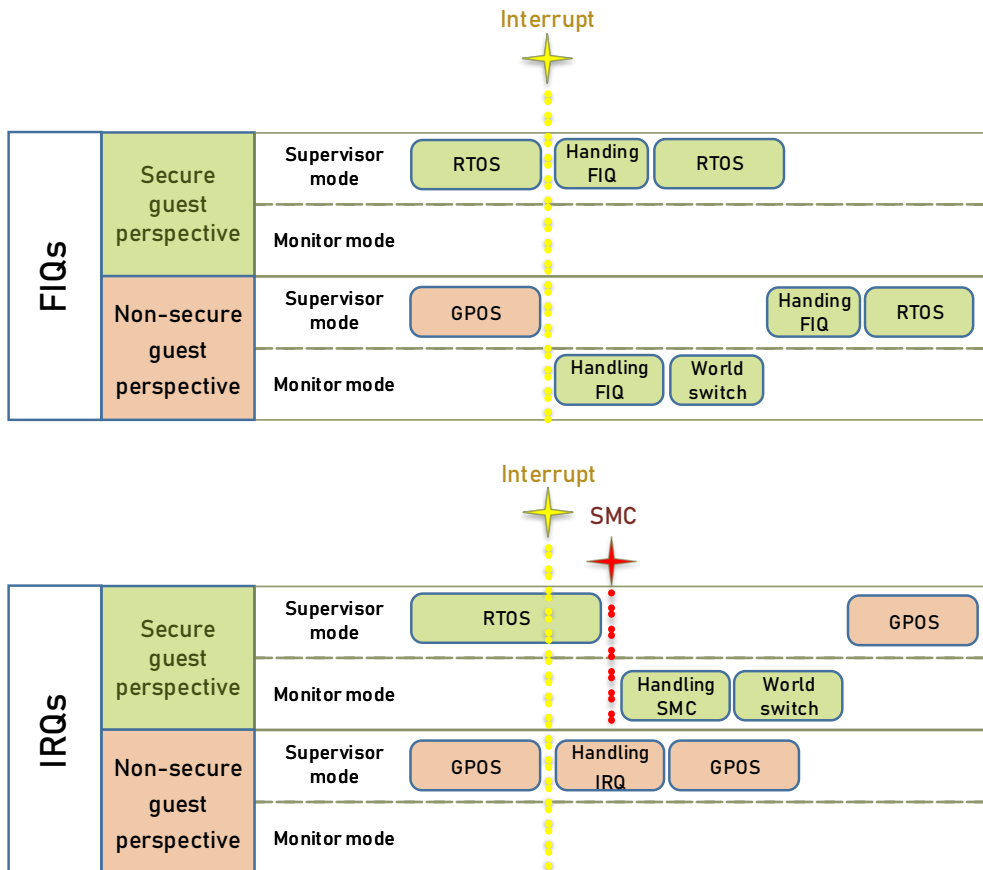 Interrupt
FIQs
Secure
guest
perspective
Supervisor
mode
RTOS
Handing
FIQ
RTOS
Monitor mode
Non-secure
guest
perspective
Supervisor
mode
GPOS
Handing
FIQ
RTOS
Monitor mode
Handling
FIQ
World
switch
Interrupt
SMC
IRQs
Secure
guest
perspective
Supervisor
mode
RTOS
GPOS
Monitor mode
Handling
SMC
World
switch
Non-secure
guest
perspective
Supervisor
mode
GPOS
Handling
IRQ
GPOS
Monitor mode